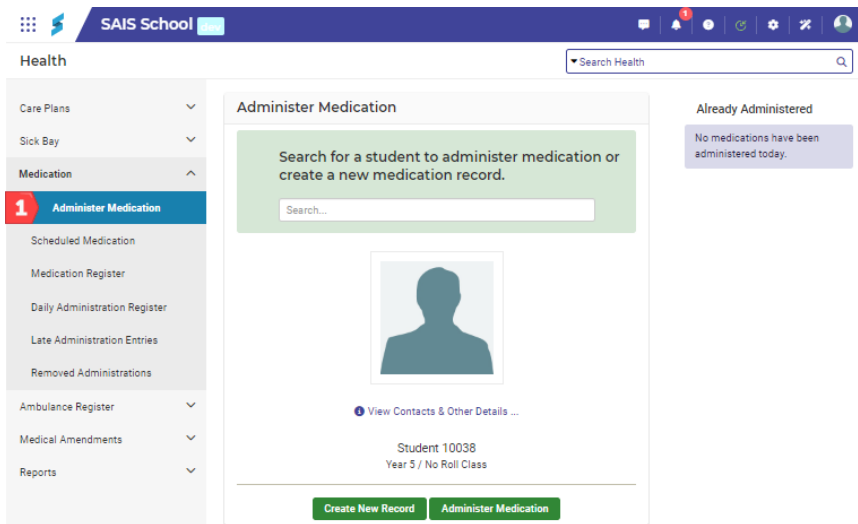 SAIS School dev
1
Health
Search Health
Care Plans
Sick Bay
Medication
1
Administer Medication
Scheduled Medication
Medication Register
Daily Administration Register
Late Administration Entries
Removed Administrations
Ambulance Register
Medical Amendments
Reports
Administer Medication
Search for a student to administer medication or
create a new medication record.
Search...
View Contacts & Other Details ...
Student 10038
Year 5 / No Roll Class
Create New Record
Administer Medication
Already Administered
No medications have been
administered today.